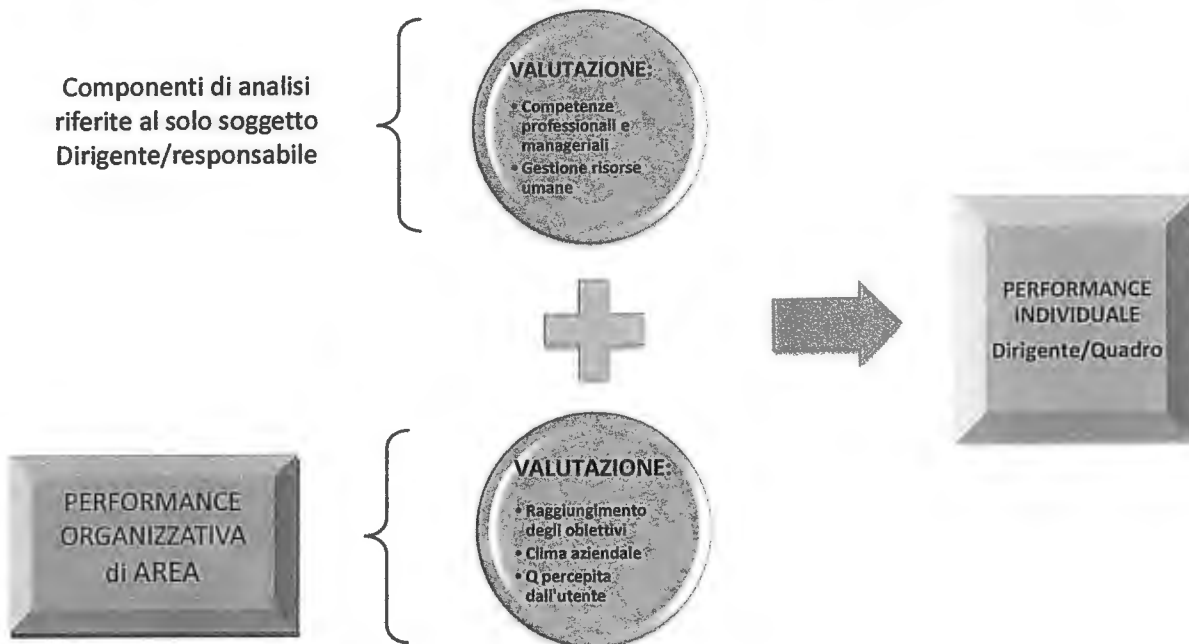 Componenti di analisi
riferite al solo soggetto
Dirigente/responsabile
VALUTAZIONE:
• Competenze
professionali e
manageriali
• Gestione risorse
umane
PERFORMANCE
INDIVIDUALE
Dirigente/Quadro
PERFORMANCE
ORGANIZZATIVA
di AREA
VALUTAZIONE:
• Raggiungimento
degli obiettivi
• Clima aziendale
• Q percepita
dall'utente